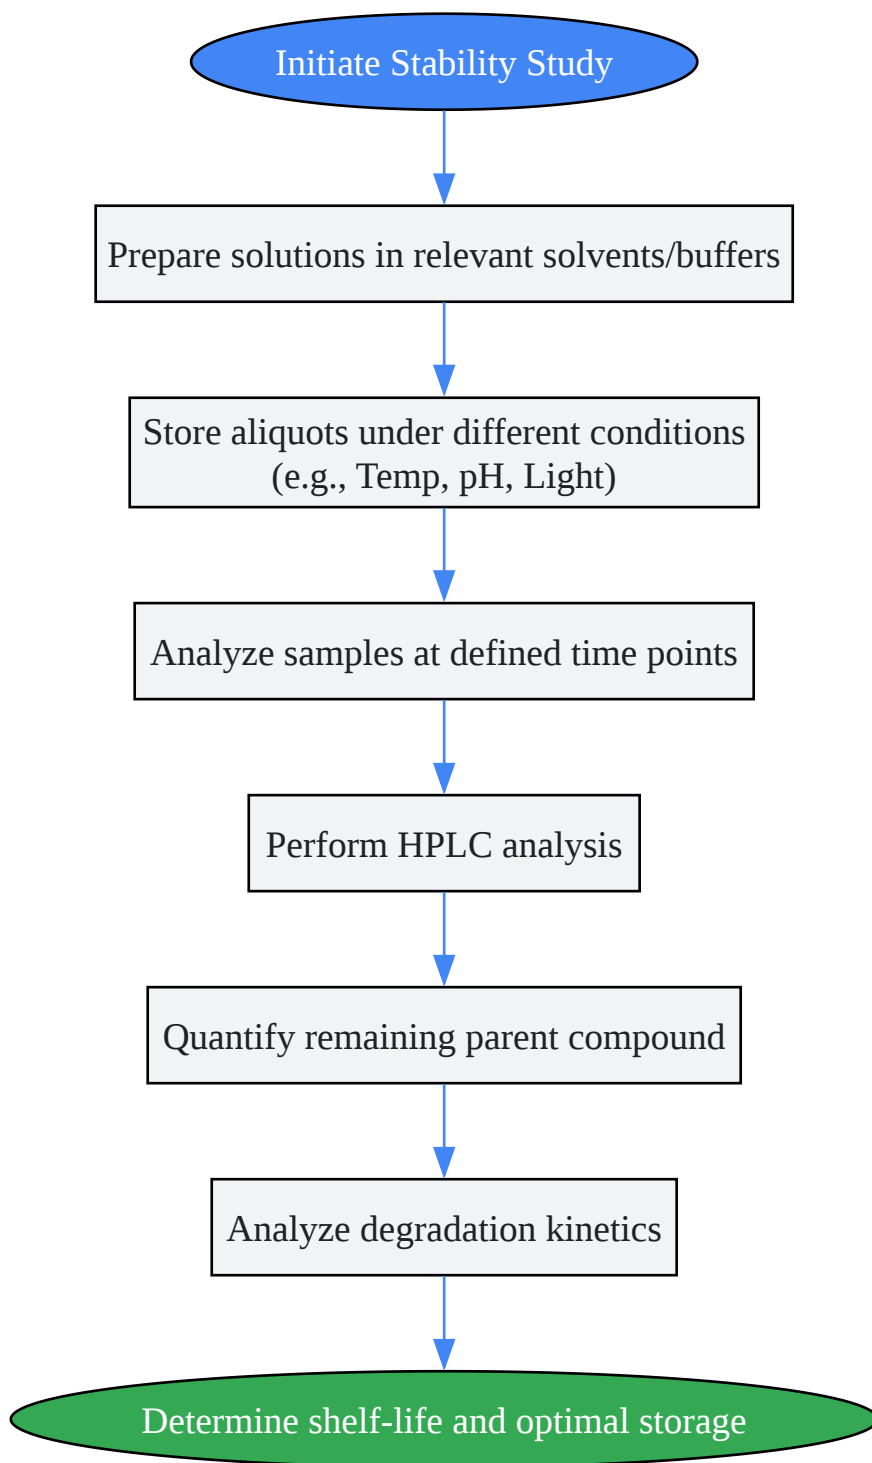 Initiate Stability Study
Prepare solutions in relevant solvents/buffers
Store aliquots under different conditions
(e.g., Temp, pH, Light)
Analyze samples at defined time points
Perform HPLC analysis
Quantify remaining parent compound
Analyze degradation kinetics
Determine shelf-life and optimal storage